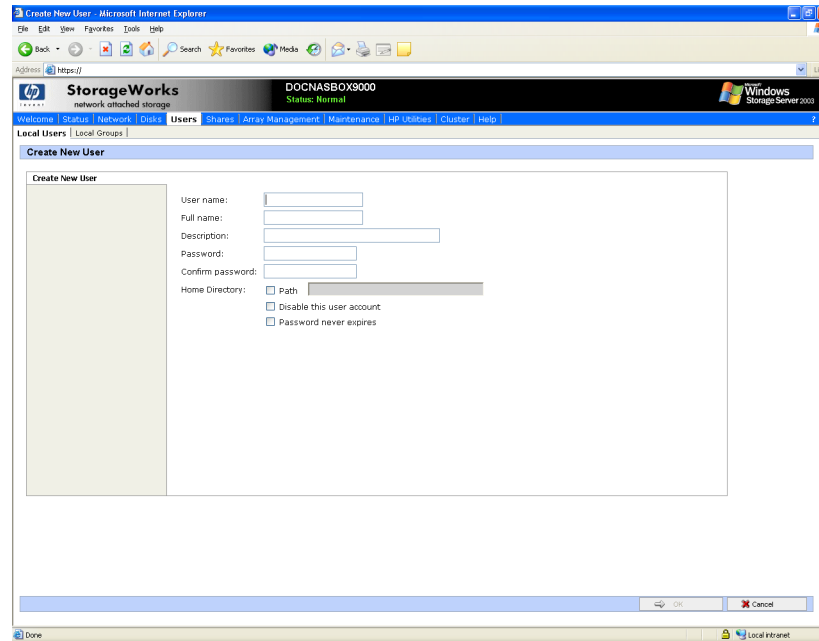 Create New User - Microsoft Internet Explorer
File Edit View Favorites Tools Help
Back Search Favorites Media
Address https://
hp
invent
StorageWorks
network attached storage
DOCNASBOX9000
Status: Normal
Microsoft
Windows
Storage Server 2003
Welcome | Status | Network | Disks | Users | Shares | Array Management | Maintenance | HP Utilities | Cluster | Help | ?
Local Users | Local Groups |
Create New User
Create New User
User name:
Full name:
Description:
Password:
Confirm password:
Home Directory: Path
Disable this user account
Password never expires
OK Cancel
Done Local intranet